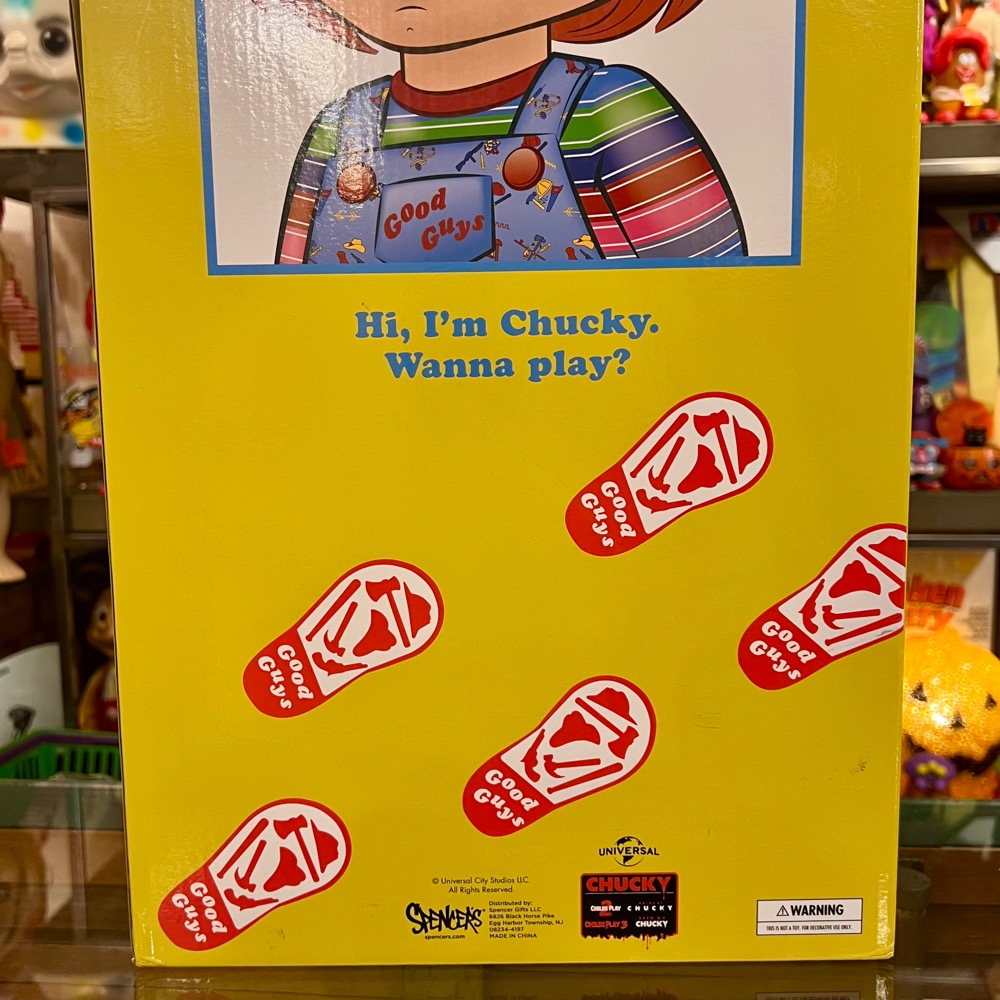 Good
Guys
Hi, I'm Chucky.
Wanna play?
Good
Guys
Good
Guys
Good
Guys
Good
Guys
Good
Guys
UNIVERSAL
© Universal City Studios LLC.
All Rights Reserved.
SPENCER'S
spencers.com
Distributed by:
Spencer Gifts LLC
6826 Black Horse Pike
Egg Harbor Township, NJ
08234-4197
MADE IN CHINA
CHUCKY
CHILD'S PLAY 2
CHUCKY
CHILD'S PLAY 3
CHUCKY
⚠WARNING
THIS IS NOT A TOY. FOR DECORATIVE USE ONLY.